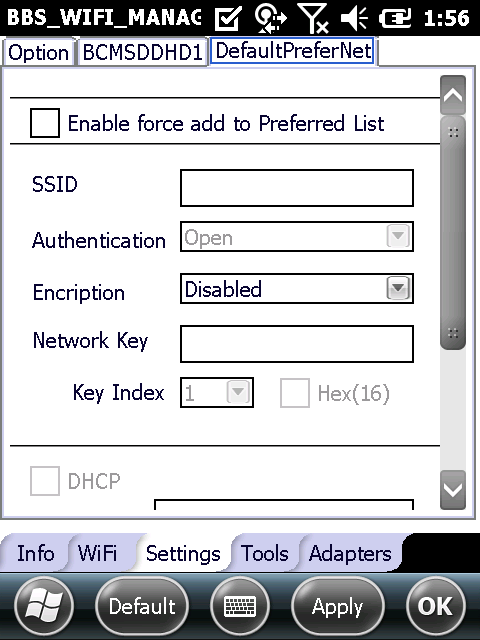 BBS_WIFI_MANAG 1:56
Option BCMSDDHD1 DefaultPreferNet
Enable force add to Preferred List
SSID
Authentication Open
Encription Disabled
Network Key
Key Index 1 Hex(16)
DHCP
Info WiFi Settings Tools Adapters
Default Apply OK